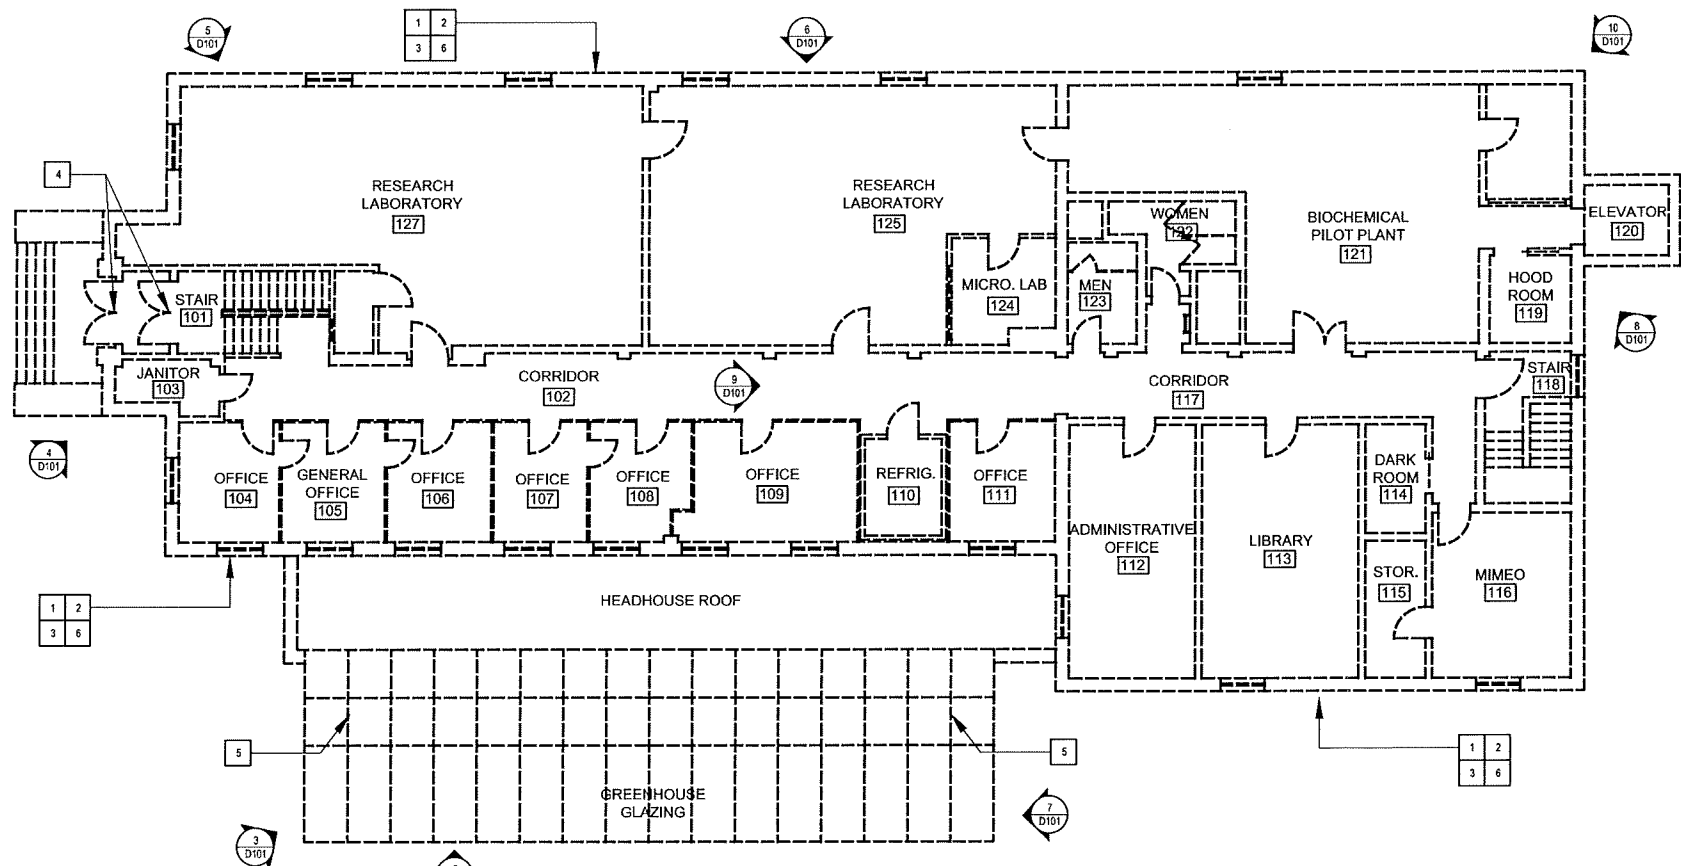 5
D101
1 2
3 6
6
D101
10
D101
4
RESEARCH
LABORATORY
127
RESEARCH
LABORATORY
125
WOMEN
122
BIOCHEMICAL
PILOT PLANT
121
ELEVATOR
120
STAIR
101
MICRO. LAB
124
MEN
123
HOOD
ROOM
119
8
D101
JANITOR
103
CORRIDOR
102
9
D101
CORRIDOR
117
STAIR
118
4
D101
OFFICE
104
GENERAL
OFFICE
105
OFFICE
106
OFFICE
107
OFFICE
108
OFFICE
109
REFRIG.
110
OFFICE
111
DARK
ROOM
114
ADMINISTRATIVE
OFFICE
112
LIBRARY
113
STOR.
115
MIMEO
116
1 2
3 6
HEADHOUSE ROOF
5
5
1 2
3 6
GREENHOUSE
GLAZING
7
D101
3
D101